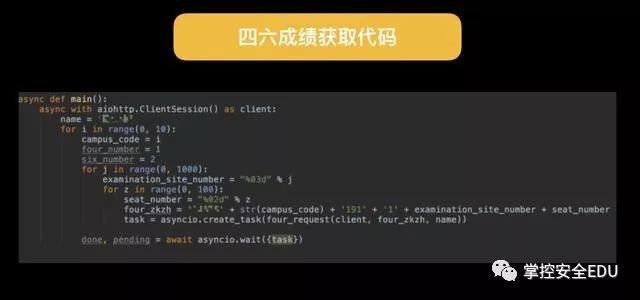 四六成绩获取代码
async def main():
async with aiohttp.ClientSession() as client:
name = '
for i in range(0, 10):
campus_code = i
four_number = 1
six_number = 2
for j in range(0, 1000):
examination_site_number = "%03d" % j
for z in range(0, 100):
seat_number = "%02d" % z
four_zkzh = ' ' + str(campus_code) + '191' + '1' + examination_site_number + seat_number
task = asyncio.create_task(four_request(client, four_zkzh, name))
done, pending = await asyncio.wait({task})
掌控安全EDU